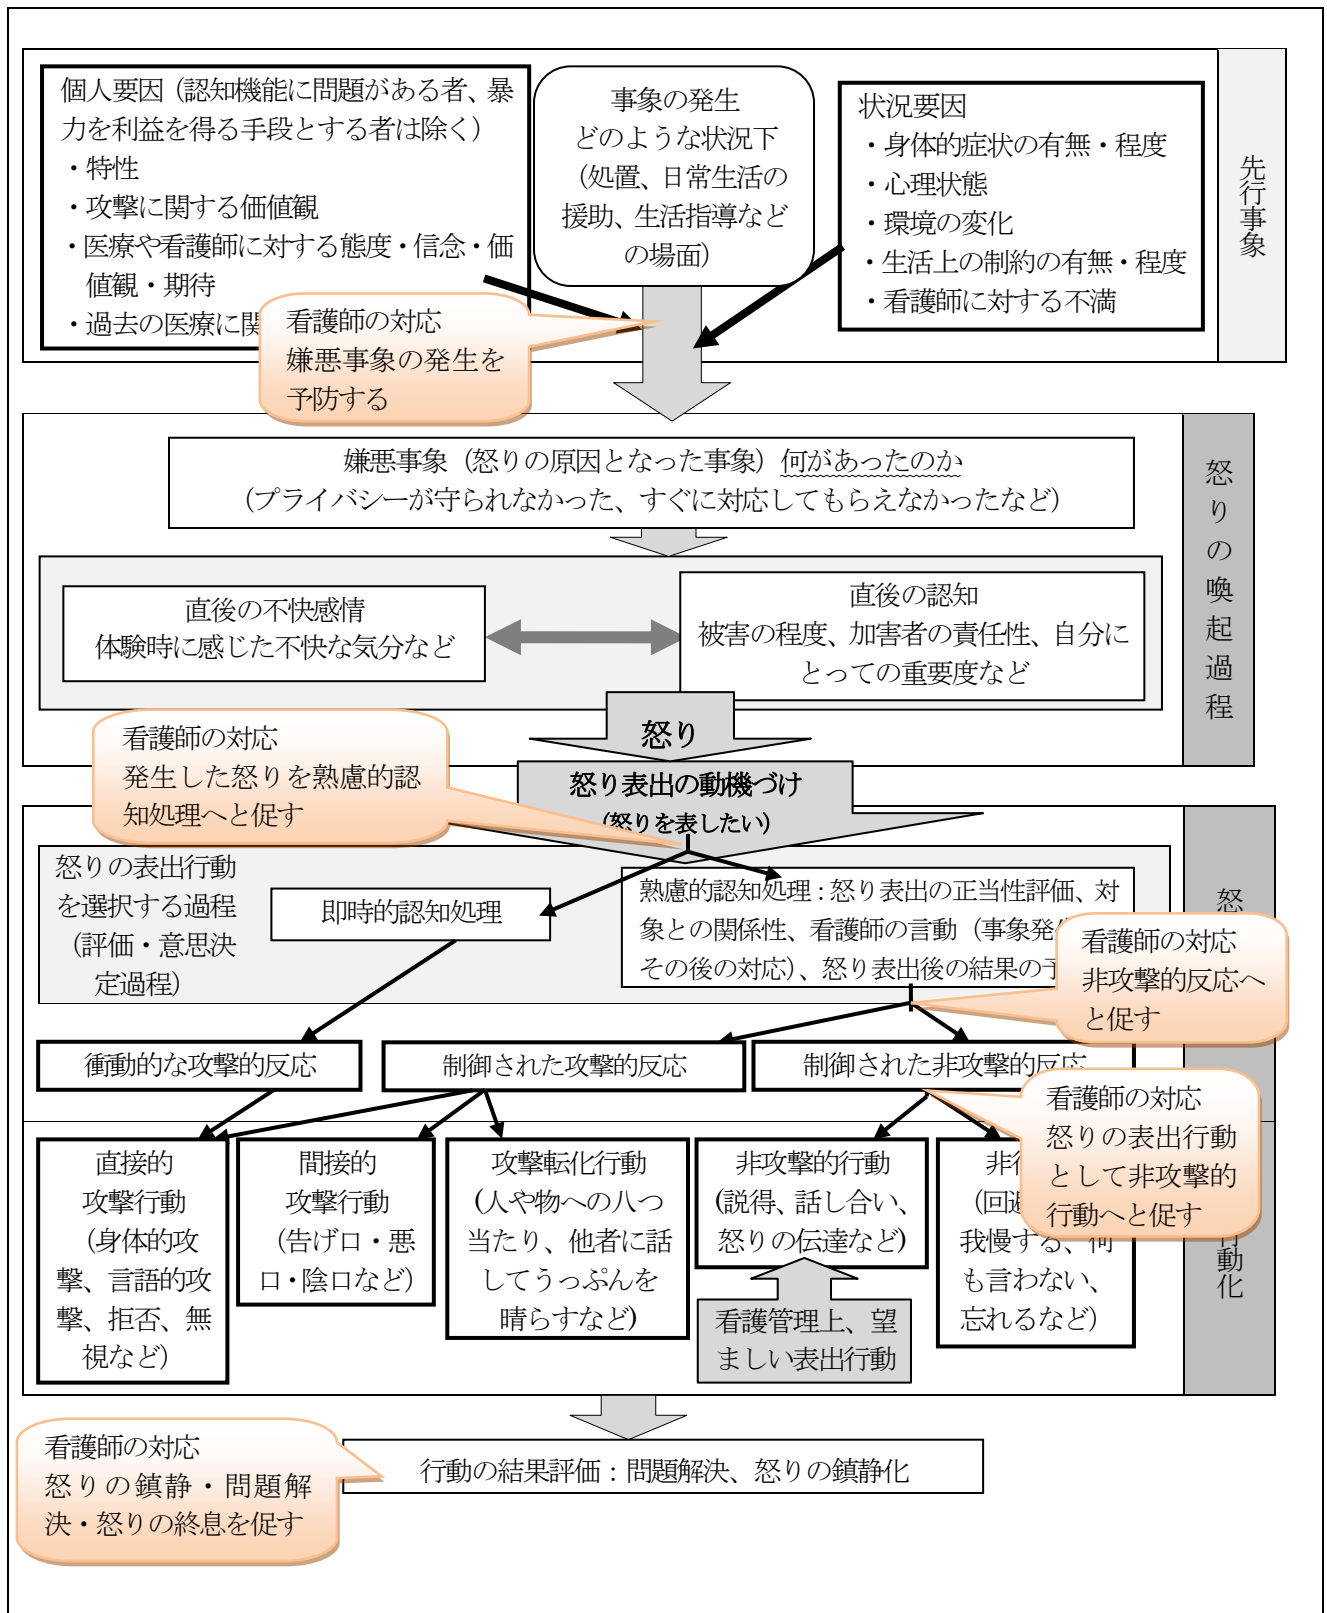 個人要因（認知機能に問題がある者、暴
力を利益を得る手段とする者は除く）
・特性
・攻撃に関する価値観
・医療や看護師に対する態度・信念・価
値観・期待
・過去の医療に関
事象の発生
どのような状況下
（処置、日常生活の
援助、生活指導など
の場面）
状況要因
・身体的症状の有無・程度
・心理状態
・環境の変化
・生活上の制約の有無・程度
・看護師に対する不満
先行事象
看護師の対応
嫌悪事象の発生を
予防する
嫌悪事象（怒りの原因となった事象）何があったのか
（プライバシーが守られなかった、すぐに対応してもらえなかったなど）
直後の不快感情
体験時に感じた不快な気分など
直後の認知
被害の程度、加害者の責任性、自分に
とっての重要度など
怒りの喚起過程
怒り
看護師の対応
発生した怒りを熟慮的認
知処理へと促す
怒り表出の動機づけ
（怒りを表したい）
怒りの表出行動
を選択する過程
（評価・意思決
定過程）
即時的認知処理
熟慮的認知処理：怒り表出の正当性評価、対
象との関係性、看護師の言動（事象発
その後の対応）、怒り表出後の結果の
怒
看護師の対応
非攻撃的反応へ
と促す
衝動的な攻撃的反応
制御された攻撃的反応
制御された非攻撃的反応
看護師の対応
怒りの表出行動
として非攻撃的
行動へと促す
直接的
攻撃行動
（身体的攻
撃、言語的攻
撃、拒否、無
視など）
間接的
攻撃行動
（告げ口・悪
口・陰口など）
攻撃転化行動
（人や物への八つ
当たり、他者に話
してうっぷんを
晴らすなど）
非攻撃的行動
（説得、話し合い、
怒りの伝達など）
看護管理上、望
ましい表出行動
非
（回
我慢する、何
も言わない、
忘れるなど）
行動化
行動の結果評価：問題解決、怒りの鎮静化
看護師の対応
怒りの鎮静・問題解
決・怒りの終息を促す